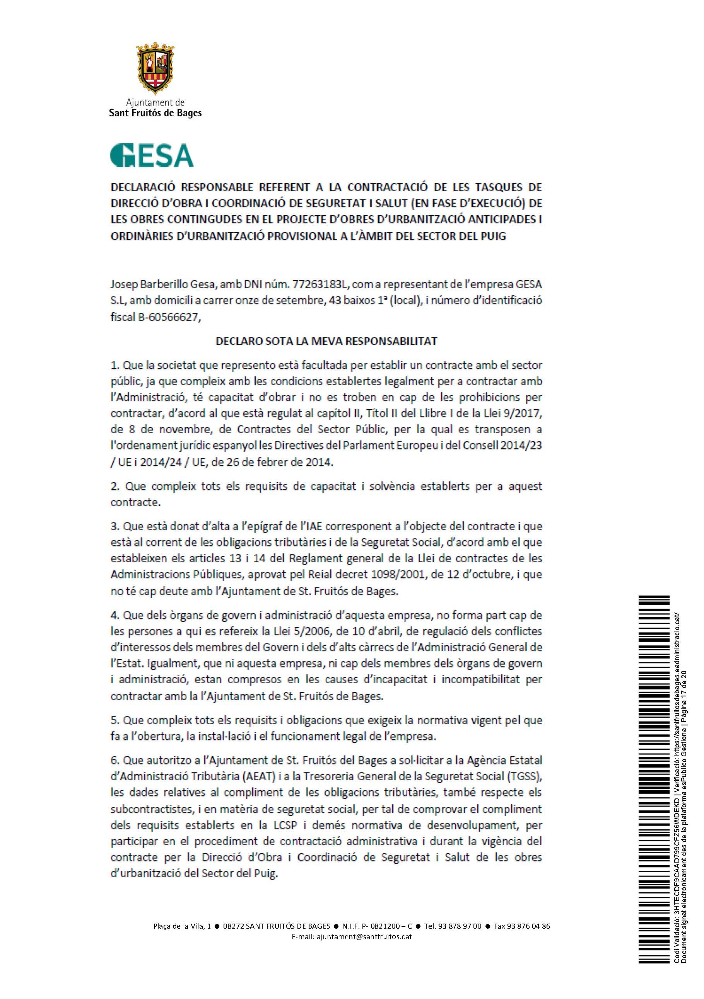 Ajuntament de
Sant Fruitós de Bages
GESA
DECLARACIÓ RESPONSABLE REFERENT A LA CONTRACTACIÓ DE LES TASQUES DE
DIRECCIÓ D'OBRA I COORDINACIÓ DE SEGURETAT I SALUT (EN FASE D'EXECUCIÓ) DE
LES OBRES CONTINGUDES EN EL PROJECTE D'OBRES D'URBANITZACIÓ ANTICIPADES I
ORDINÀRIES D'URBANITZACIÓ PROVISIONAL A L'ÀMBIT DEL SECTOR DEL PUIG
Josep Barberillo Gesa, amb DNI núm. 77263183L, com a representant de l'empresa GESA
S.L, amb domicili a carrer onze de setembre, 43 baixos 1ª (local), i número d'identificació
fiscal B-60566627,
DECLARO SOTA LA MEVA RESPONSABILITAT
1. Que la societat que represento està facultada per establir un contracte amb el sector
públic, ja que compleix amb les condicions establertes legalment per a contractar amb
l'Administració, té capacitat d'obrar i no es troben en cap de les prohibicions per
contractar, d'acord al que està regulat al capítol II, Títol II del Llibre I de la Llei 9/2017,
de 8 de novembre, de Contractes del Sector Públic, per la qual es transposen a
l'ordenament jurídic espanyol les Directives del Parlament Europeu i del Consell 2014/23
/ UE i 2014/24 / UE, de 26 de febrer de 2014.
2. Que compleix tots els requisits de capacitat i solvència establerts per a aquest
contracte.
3. Que està donat d'alta a l'epígraf de l'IAE corresponent a l'objecte del contracte i que
està al corrent de les obligacions tributàries i de la Seguretat Social, d'acord amb el que
estableixen els articles 13 i 14 del Reglament general de la Llei de contractes de les
Administracions Públiques, aprovat pel Reial decret 1098/2001, de 12 d'octubre, i que
no té cap deute amb l'Ajuntament de St. Fruitós de Bages.
4. Que dels òrgans de govern i administració d'aquesta empresa, no forma part cap de
les persones a qui es refereix la Llei 5/2006, de 10 d'abril, de regulació dels conflictes
d'interessos dels membres del Govern i dels d'alts càrrecs de l'Administració General de
l'Estat. Igualment, que ni aquesta empresa, ni cap dels membres dels òrgans de govern
i administració, estan compresos en les causes d'incapacitat i incompatibilitat per
contractar amb la l'Ajuntament de St. Fruitós de Bages.
5. Que compleix tots els requisits i obligacions que exigeix la normativa vigent pel que
fa a l'obertura, la instal·lació i el funcionament legal de l'empresa.
6. Que autoritzo a l'Ajuntament de St. Fruitós del Bages a sol·licitar a la Agència Estatal
d'Administració Tributària (AEAT) i a la Tresoreria General de la Seguretat Social (TGSS),
les dades relatives al compliment de les obligacions tributàries, també respecte els
subcontractistes, i en matèria de seguretat social, per tal de comprovar el compliment
dels requisits establerts en la LCSP i demés normativa de desenvolupament, per
participar en el procediment de contractació administrativa i durant la vigència del
contracte per la Direcció d'Obra i Coordinació de Seguretat i Salut de les obres
d'urbanització del Sector del Puig.
Plaça de la Vila, 1 ● 08272 SANT FRUITÓS DE BAGES ● N.I.F. P- 0821200 – C ● Tel. 93 878 97 00 ● Fax 93 876 04 86
E-mail: ajuntament@santfruitos.cat
Codi Validació: 3HTECDF9CAAD799CFZ56WDEKD | Verificació: https://santfruitosdebages.eadministracio.cat/
Document signat electrònicament des de la plataforma esPublico Gestiona | Pàgina 17 de 20